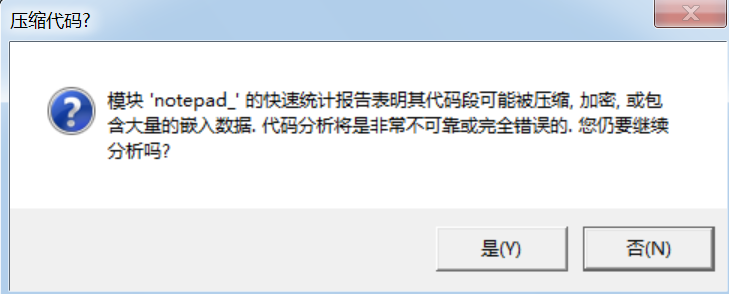 压缩代码?
模块 'notepad_' 的快速统计报告表明其代码段可能被压缩, 加密, 或包
含大量的嵌入数据. 代码分析将是非常不可靠或完全错误的. 您仍要继续
分析吗?
是(Y) 否(N)